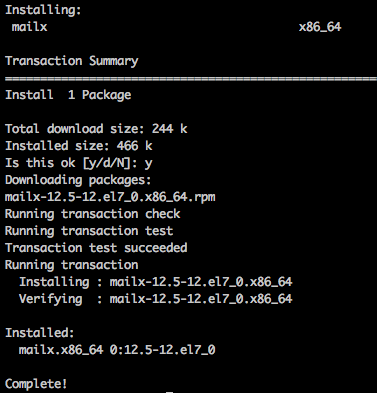 Installing:
 mailx                                    x86_64

Transaction Summary
================================================================
Install  1 Package

Total download size: 244 k
Installed size: 466 k
Is this ok [y/d/N]: y
Downloading packages:
mailx-12.5-12.el7_0.x86_64.rpm
Running transaction check
Running transaction test
Transaction test succeeded
Running transaction
  Installing : mailx-12.5-12.el7_0.x86_64
  Verifying  : mailx-12.5-12.el7_0.x86_64

Installed:
  mailx.x86_64 0:12.5-12.el7_0

Complete!